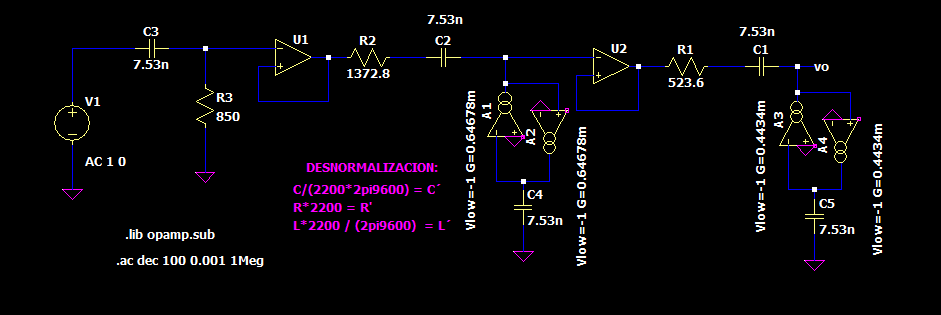 C3
7.53n
V1
AC 1 0
R3
850
U1
R2
1372.8
7.53n
C2
A1
A2
Vlow=-1 G=0.64678m
Vlow=-1 G=0.64678m
C4
7.53n
U2
R1
523.6
7.53n
C1
vo
A3
A4
Vlow=-1 G=0.4434m
Vlow=-1 G=0.4434m
C5
7.53n
DESNORMALIZACION:
C/(2200*2pi9600) = C´
R*2200 = R'
L*2200 / (2pi9600) = L´
.lib opamp.sub
.ac dec 100 0.001 1Meg